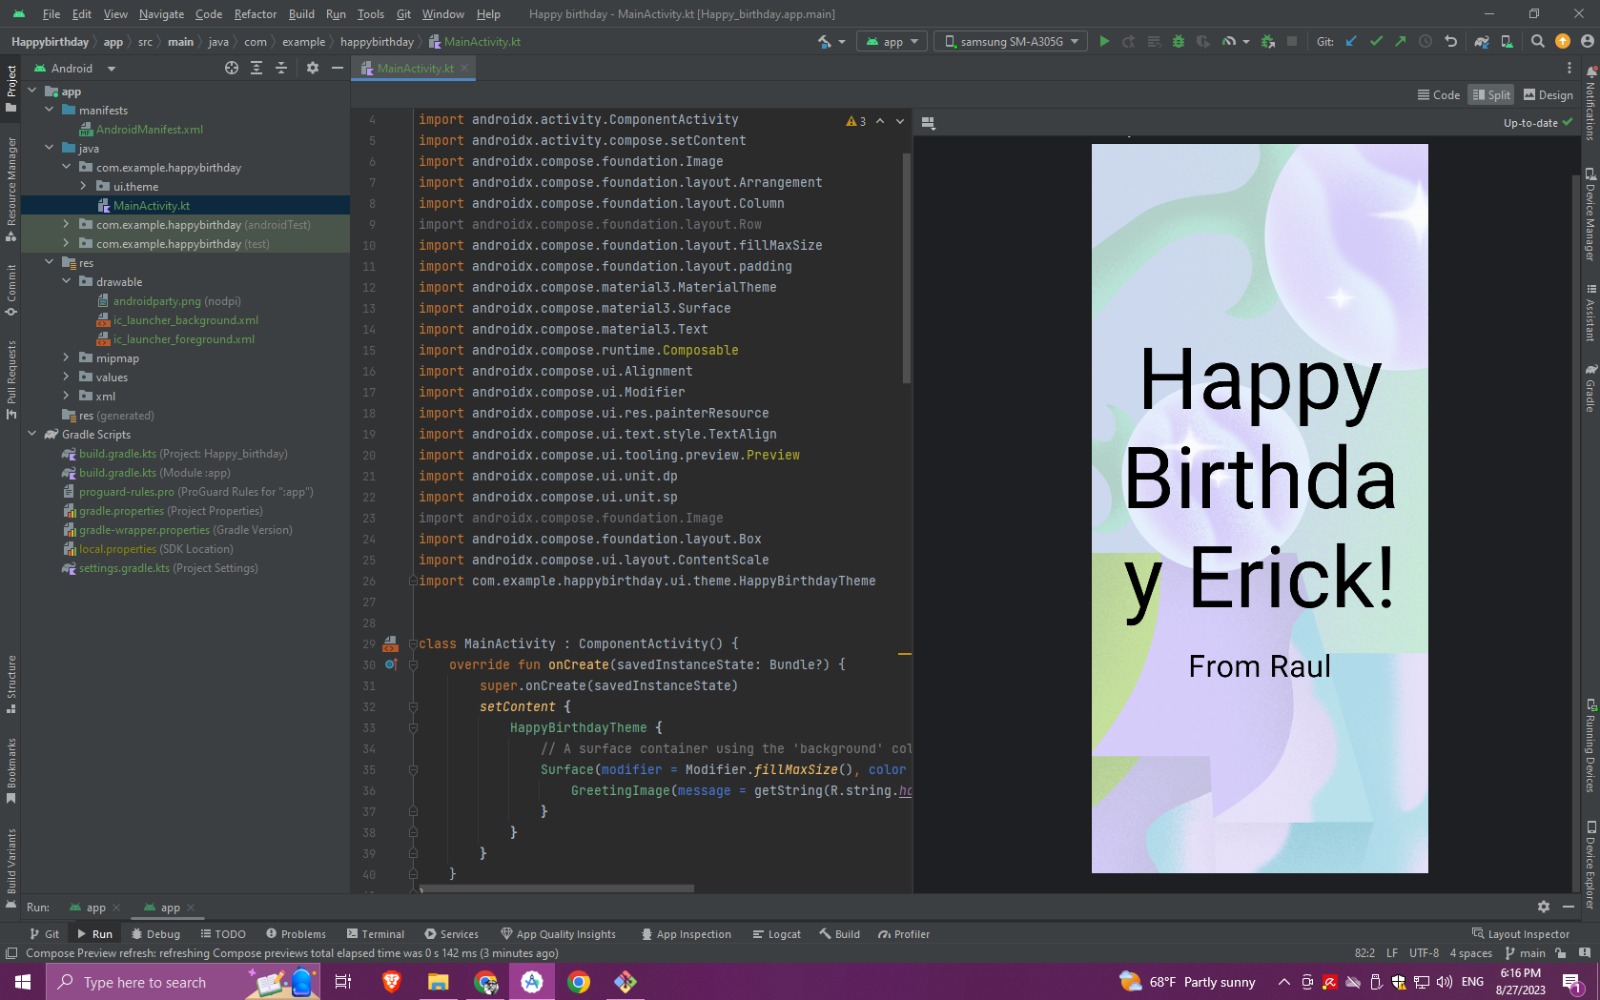 File Edit View Navigate Code Refactor Build Run Tools Git Window Help Happy birthday - MainActivity.kt [Happy_birthday.app.main]
Happybirthday app src main java com example happybirthday MainActivity.kt app samsung SM-A305G Git:
Project
Resource Manager
Commit
Pull Requests
Structure
Bookmarks
Build Variants
Android
app
manifests
AndroidManifest.xml
java
com.example.happybirthday
ui.theme
MainActivity.kt
com.example.happybirthday (androidTest)
com.example.happybirthday (test)
res
drawable
androidparty.png (nodpi)
ic_launcher_background.xml
ic_launcher_foreground.xml
mipmap
values
xml
res (generated)
Gradle Scripts
build.gradle.kts (Project: Happy_birthday)
build.gradle.kts (Module :app)
proguard-rules.pro (ProGuard Rules for ":app")
gradle.properties (Project Properties)
gradle-wrapper.properties (Gradle Version)
local.properties (SDK Location)
settings.gradle.kts (Project Settings)
MainActivity.kt
Code Split Design
3
Up-to-date
4 import androidx.activity.ComponentActivity
5 import androidx.activity.compose.setContent
6 import androidx.compose.foundation.Image
7 import androidx.compose.foundation.layout.Arrangement
8 import androidx.compose.foundation.layout.Column
9 import androidx.compose.foundation.layout.Row
10 import androidx.compose.foundation.layout.fillMaxSize
11 import androidx.compose.foundation.layout.padding
12 import androidx.compose.material3.MaterialTheme
13 import androidx.compose.material3.Surface
14 import androidx.compose.material3.Text
15 import androidx.compose.runtime.Composable
16 import androidx.compose.ui.Alignment
17 import androidx.compose.ui.Modifier
18 import androidx.compose.ui.res.painterResource
19 import androidx.compose.ui.text.style.TextAlign
20 import androidx.compose.ui.tooling.preview.Preview
21 import androidx.compose.ui.unit.dp
22 import androidx.compose.ui.unit.sp
23 import androidx.compose.foundation.Image
24 import androidx.compose.foundation.layout.Box
25 import androidx.compose.ui.layout.ContentScale
26 import com.example.happybirthday.ui.theme.HappyBirthdayTheme
27
28
29 class MainActivity : ComponentActivity() {
30 override fun onCreate(savedInstanceState: Bundle?) {
31 super.onCreate(savedInstanceState)
32 setContent {
33 HappyBirthdayTheme {
34 // A surface container using the 'background' col
35 Surface(modifier = Modifier.fillMaxSize(), color
36 GreetingImage(message = getString(R.string.ha
37 }
38 }
39 }
40 }
Happy
Birthda
y Erick!
From Raul
Notifications
Device Manager
Assistant
Gradle
Running Devices
Device Explorer
Run: app app
Git Run Debug TODO Problems Terminal Services App Quality Insights App Inspection Logcat Build Profiler Layout Inspector
Compose Preview refresh: refreshing Compose previews total elapsed time was 0 s 142 ms (3 minutes ago) 82:2 LF UTF-8 4 spaces main
Type here to search 68°F Partly sunny ENG 6:16 PM
8/27/2023
1